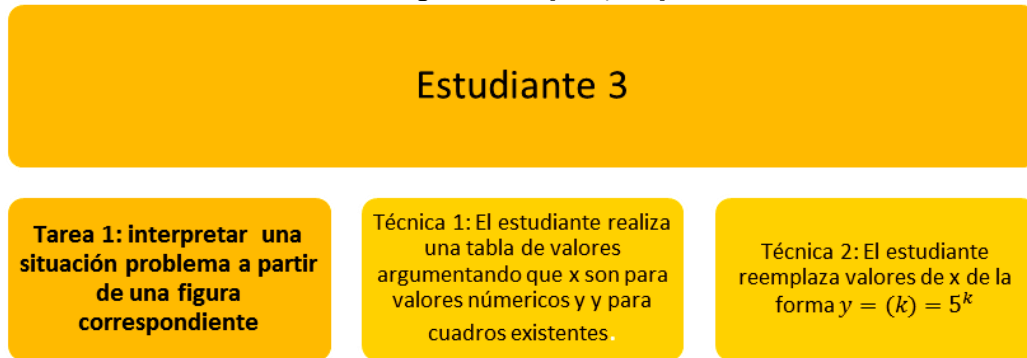 Estudiante 3
Tarea 1: interpretar una
situación problema a partir
de una figura
correspondiente
Técnica 1: El estudiante realiza
una tabla de valores
argumentando que x son para
valores númericos y y para
cuadros existentes.
Técnica 2: El estudiante
reemplaza valores de x de la
forma y = (k) = 5^k